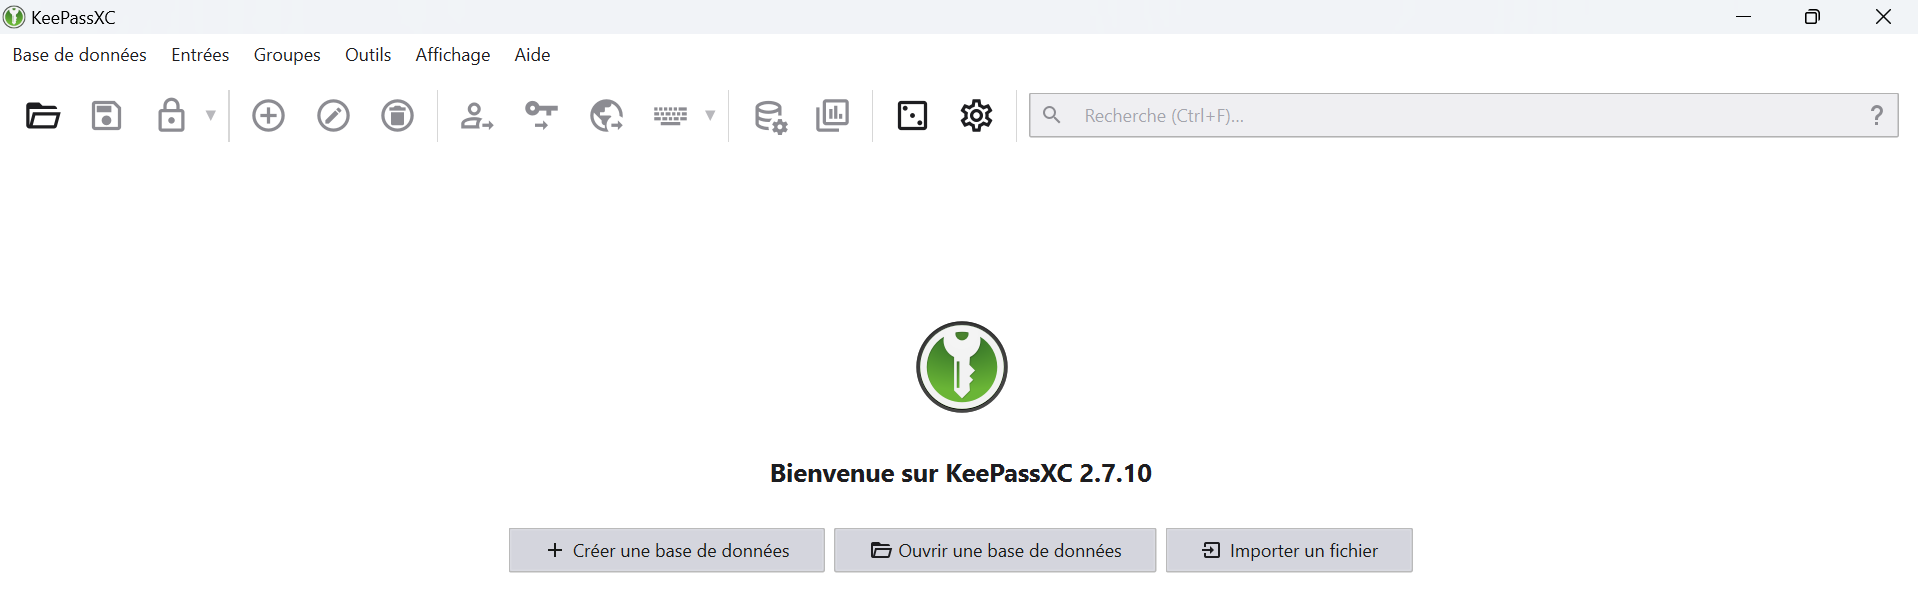 KeePassXC
Base de données Entrées Groupes Outils Affichage Aide
Recherche (Ctrl+F)... ?
Bienvenue sur KeePassXC 2.7.10
+ Créer une base de données Ouvrir une base de données Importer un fichier